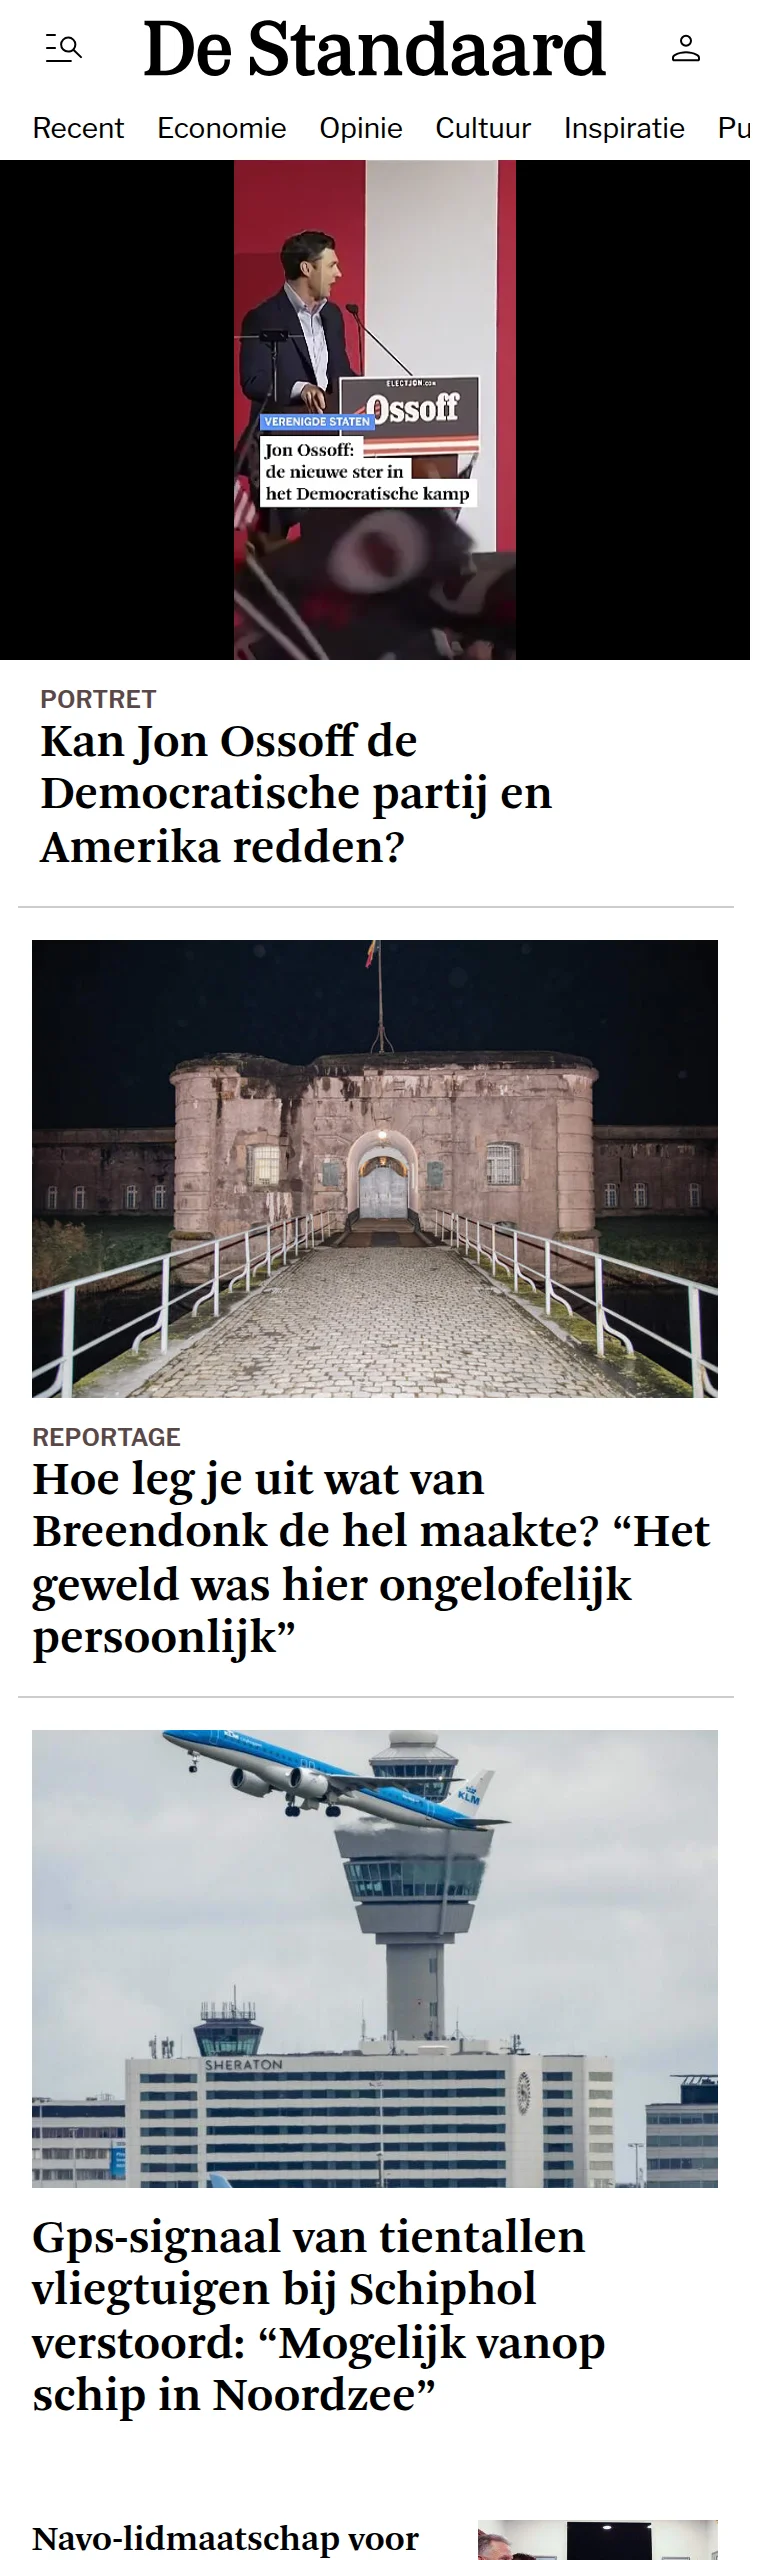 De Standaard
Recent Economie Opinie Cultuur Inspiratie Pu
ELECTJON.COM
Ossoff
VERENIGDE STATEN
Jon Ossoff:
de nieuwe ster in
het Democratische kamp
PORTRET
Kan Jon Ossoff de
Democratische partij en
Amerika redden?
REPORTAGE
Hoe leg je uit wat van
Breendonk de hel maakte? “Het
geweld was hier ongelofelijk
persoonlijk”
KLM
SHERATON
Gps-signaal van tientallen
vliegtuigen bij Schiphol
verstoord: “Mogelijk vanop
schip in Noordzee”
Navo-lidmaatschap voor